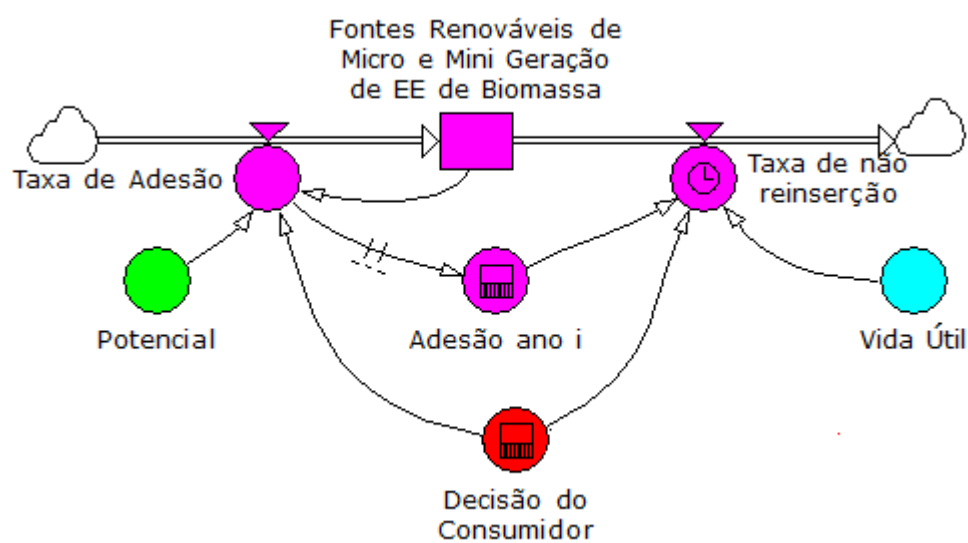 Fontes Renováveis de
Micro e Mini Geração
de EE de Biomassa
Taxa de Adesão
Taxa de não
reinserção
Potencial
Adesão ano i
Vida Útil
Decisão do
Consumidor